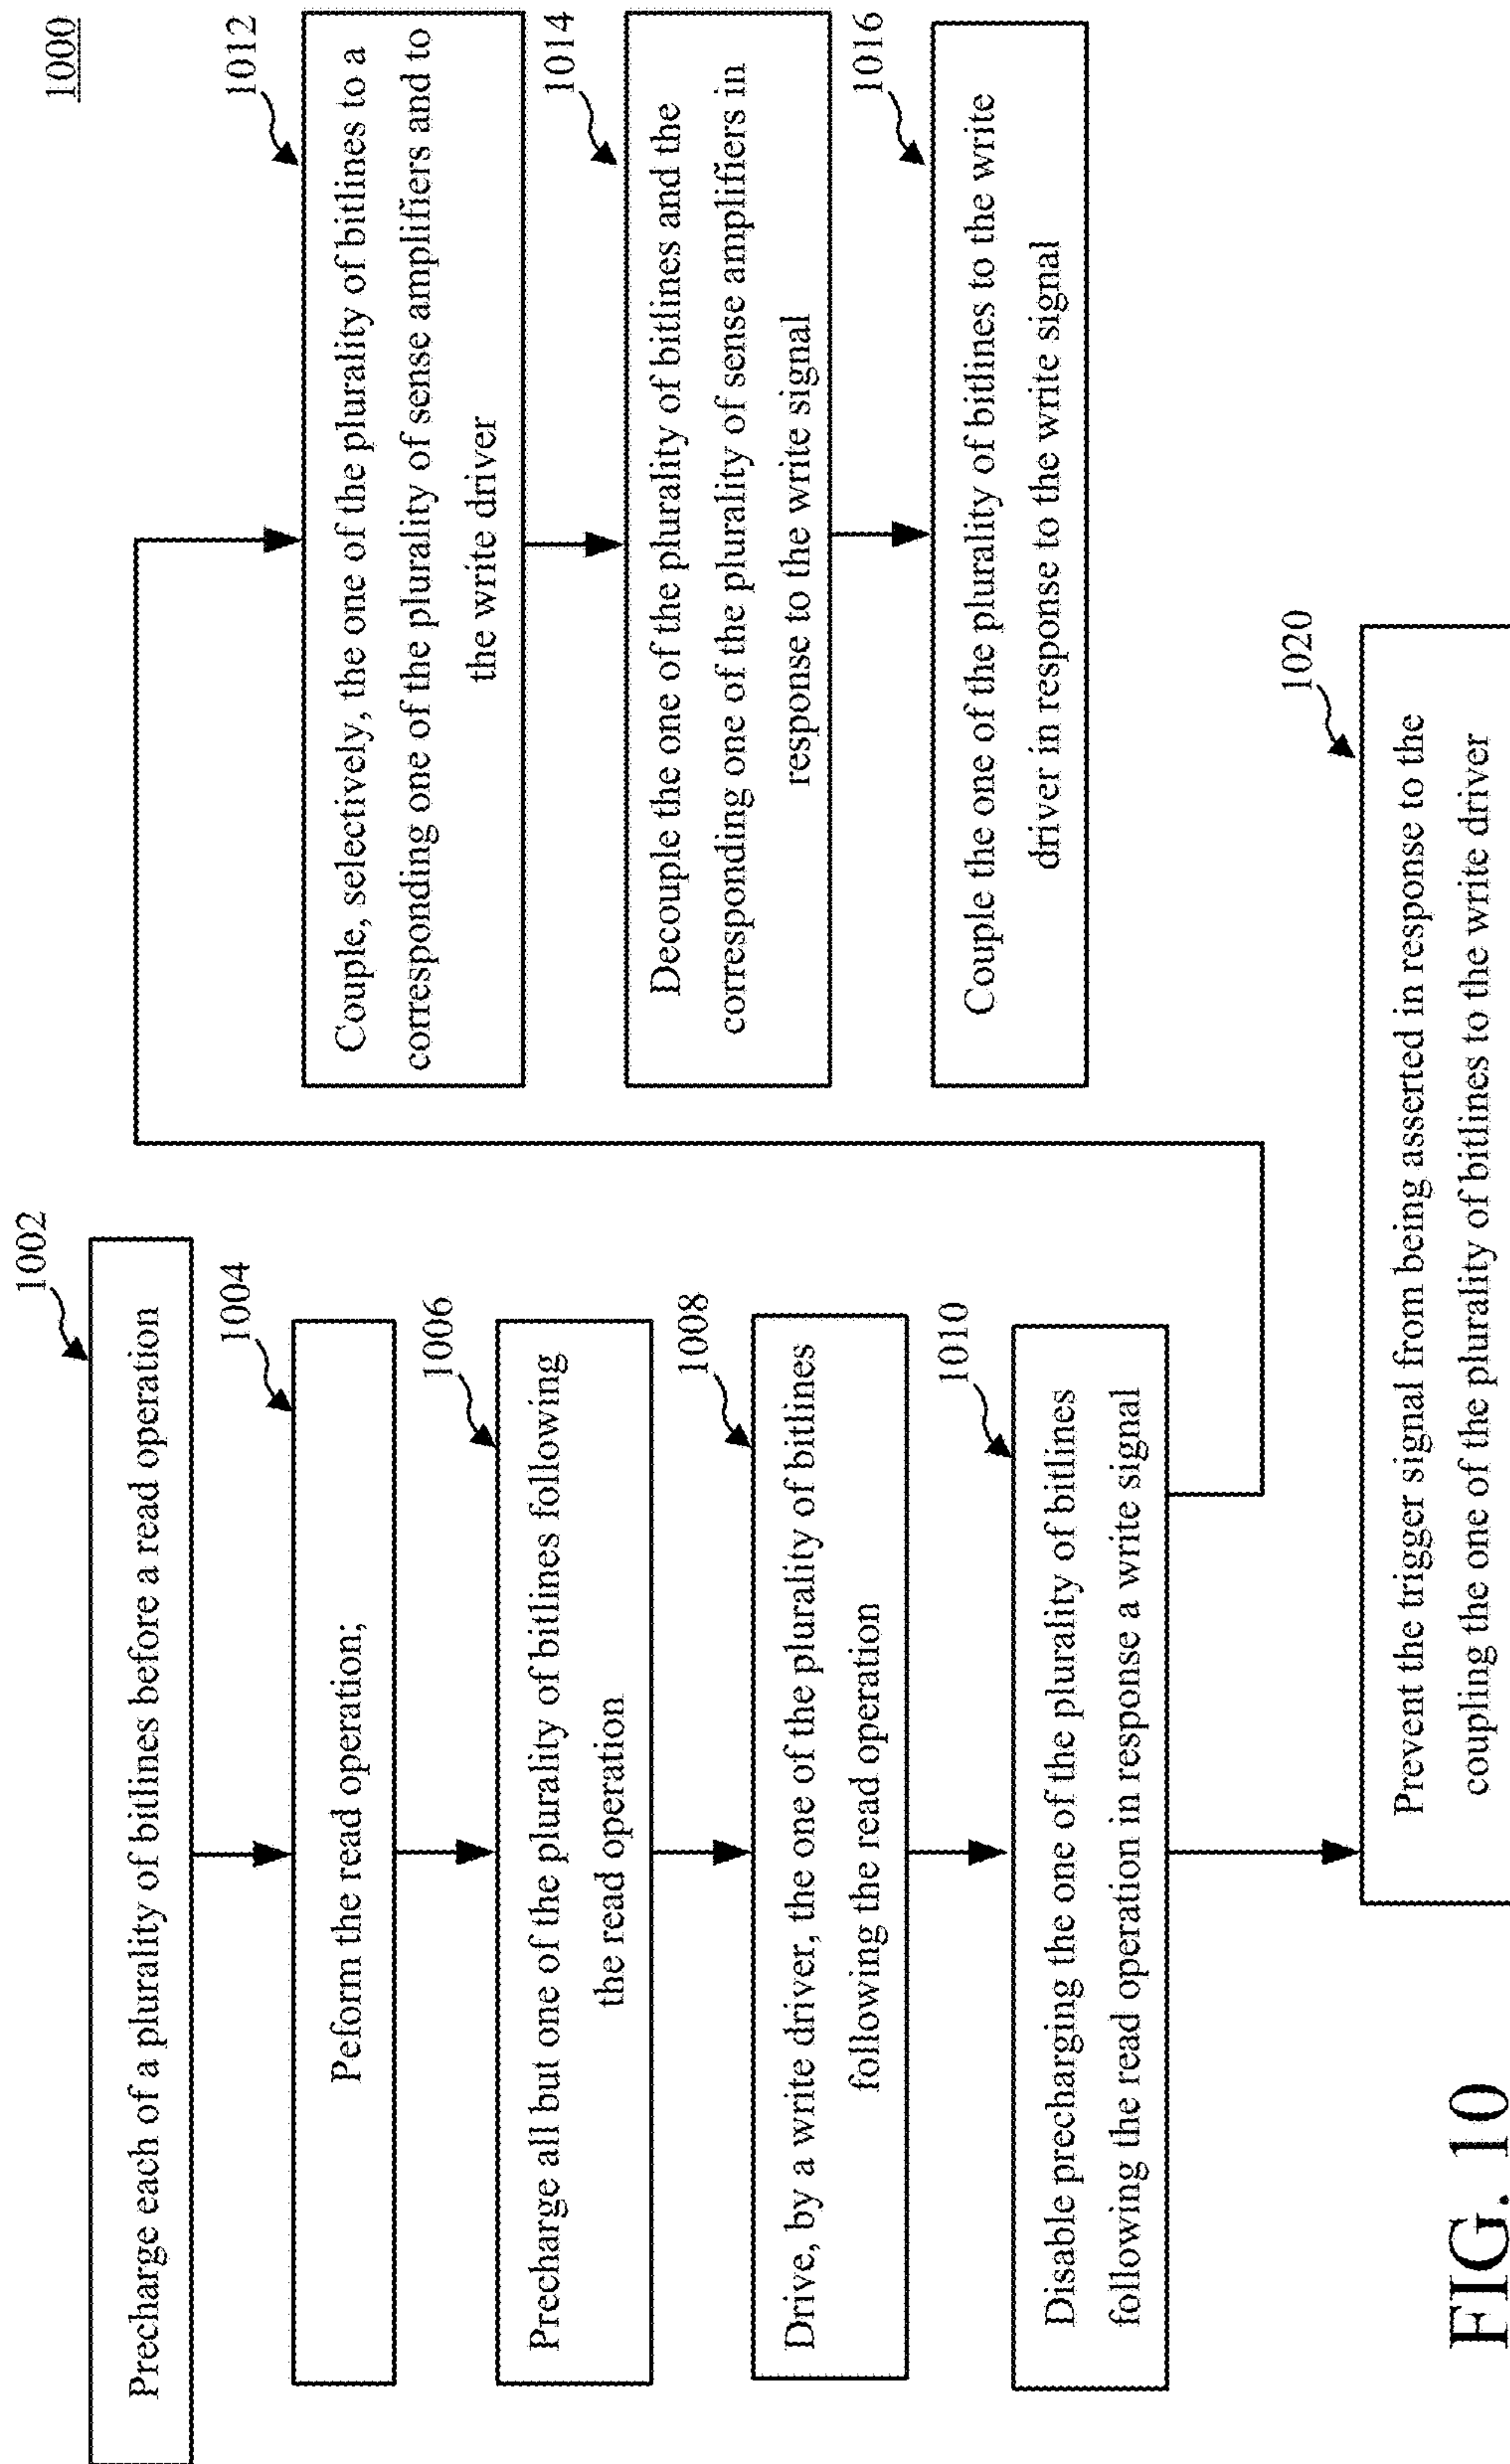 1000
1002
Precharge each of a plurality of bitlines before a read operation
1004
Peform the read operation;
1006
Precharge all but one of the plurality of bitlines following
the read operation
1008
Drive, by a write driver, the one of the plurality of bitlines
following the read operation
1010
Disable precharging the one of the plurality of bitlines
following the read operation in response a write signal
1012
Couple, selectively, the one of the plurality of bitlines to a
corresponding one of the plurality of sense amplifiers and to
the write driver
1014
Decouple the one of the plurality of bitlines and the
corresponding one of the plurality of sense amplifiers in
response to the write signal
1016
Couple the one of the plurality of bitlines to the write
driver in response to the write signal
1020
Prevent the trigger signal from being asserted in response to the
coupling the one of the plurality of bitlines to the write driver
FIG. 10